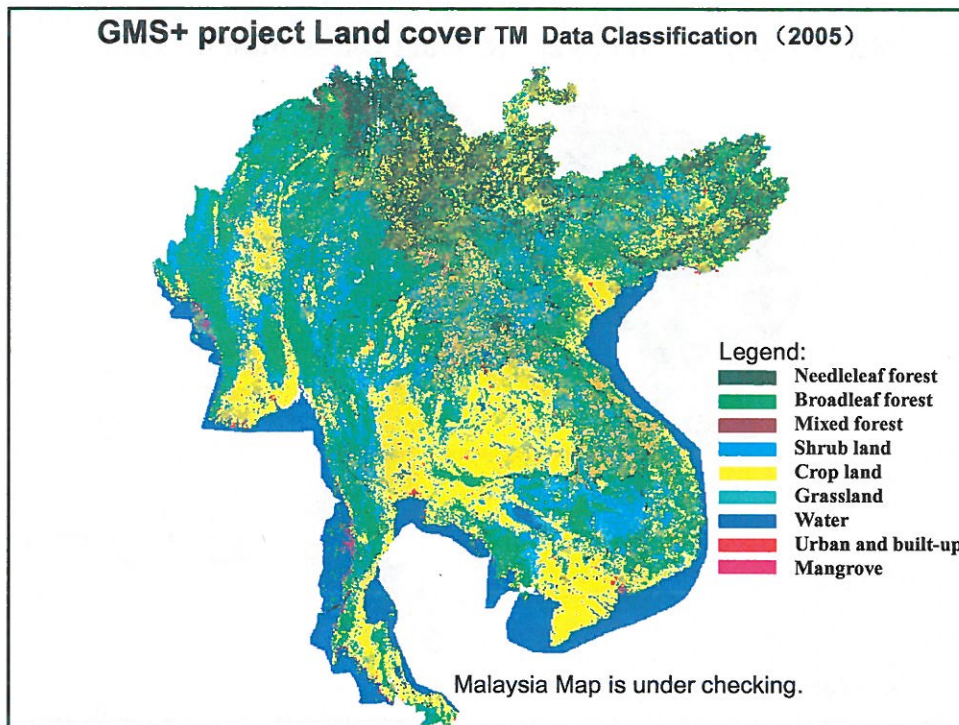 GMS+ project Land cover TM Data Classification （2005）
Legend:
Needleleaf forest
Broadleaf forest
Mixed forest
Shrub land
Crop land
Grassland
Water
Urban and built-up
Mangrove
Malaysia Map is under checking.